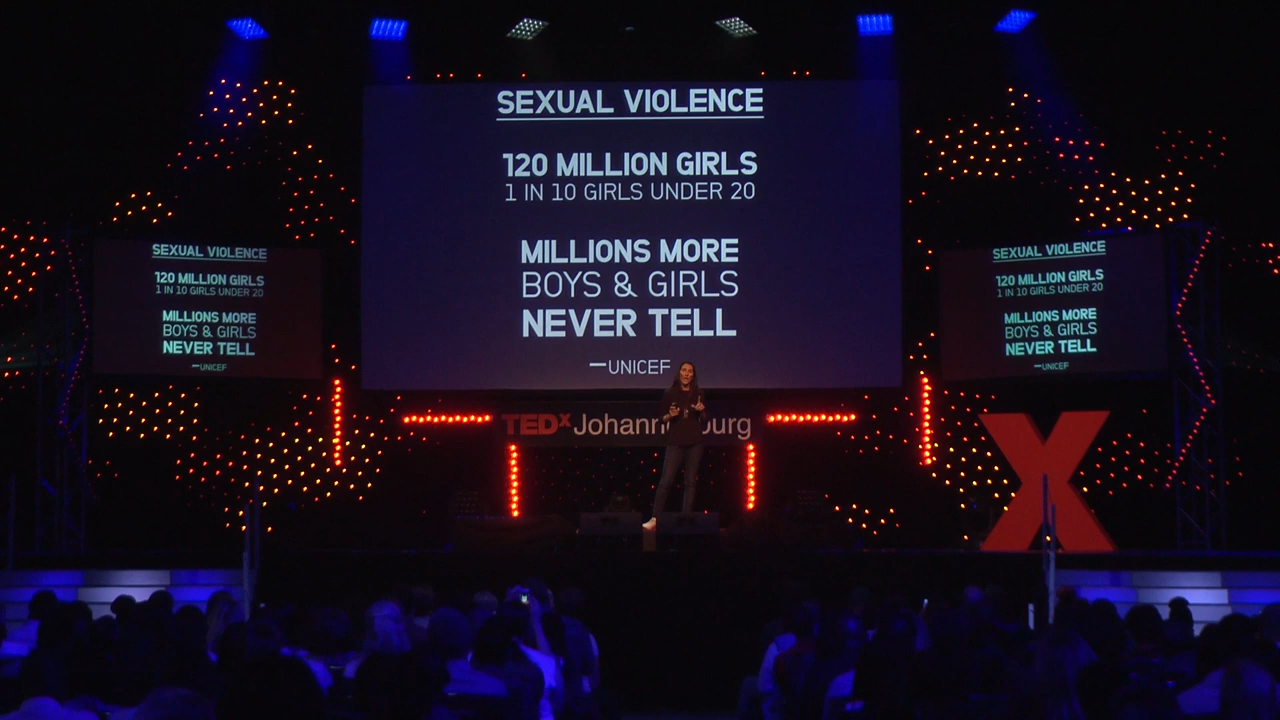 SEXUAL VIOLENCE
120 MILLION GIRLS
1 IN 10 GIRLS UNDER 20
MILLIONS MORE
BOYS & GIRLS
NEVER TELL
—UNICEF
SEXUAL VIOLENCE
120 MILLION GIRLS
1 IN 10 GIRLS UNDER 20
MILLIONS MORE
BOYS & GIRLS
NEVER TELL
—UNICEF
SEXUAL VIOLENCE
120 MILLION GIRLS
1 IN 10 GIRLS UNDER 20
MILLIONS MORE
BOYS & GIRLS
NEVER TELL
—UNICEF
TEDxJohannesburg
X